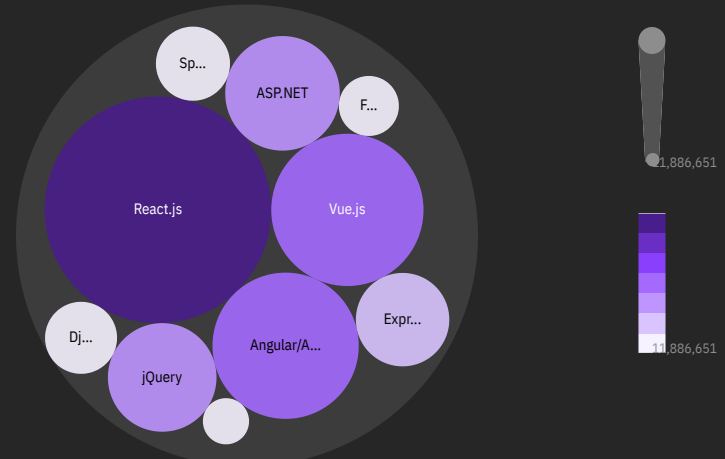 Sp...
ASP.NET
F...
React.js
Vue.js
Dj...
jQuery
Angular/A...
Expr...
11,886,651
11,886,651